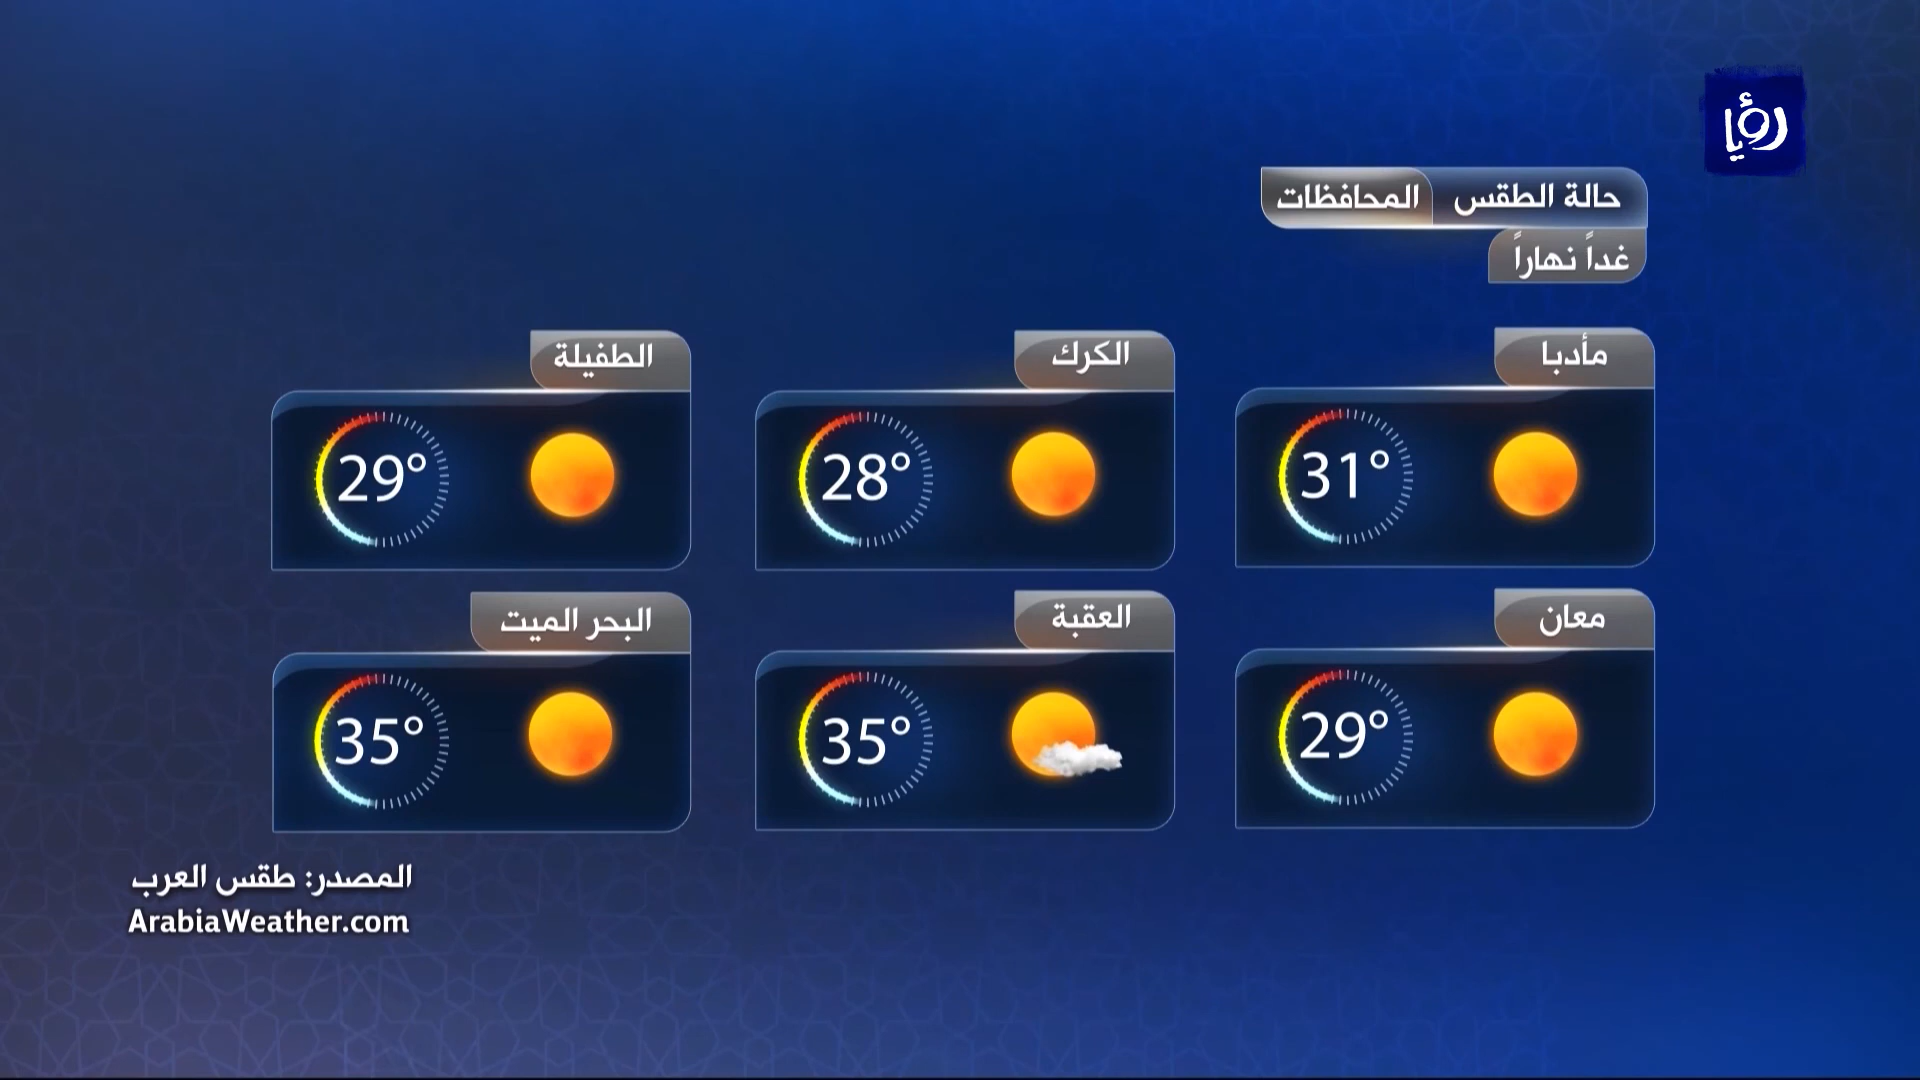 رؤيا
حالة الطقس المحافظات
غداً نهاراً
مأدبا
31°
الكرك
28°
الطفيلة
29°
معان
29°
العقبة
35°
البحر الميت
35°
المصدر: طقس العرب
ArabiaWeather.com